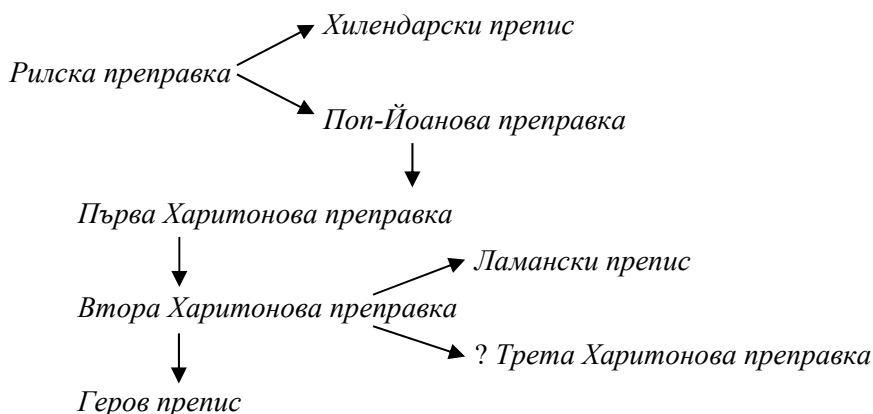 Хилендарски препис
Рилска преправка
Поп-Йоанова преправка
Първа Харитонова преправка
Ламански препис
Втора Харитонова преправка
? Трета Харитонова преправка
Геров препис